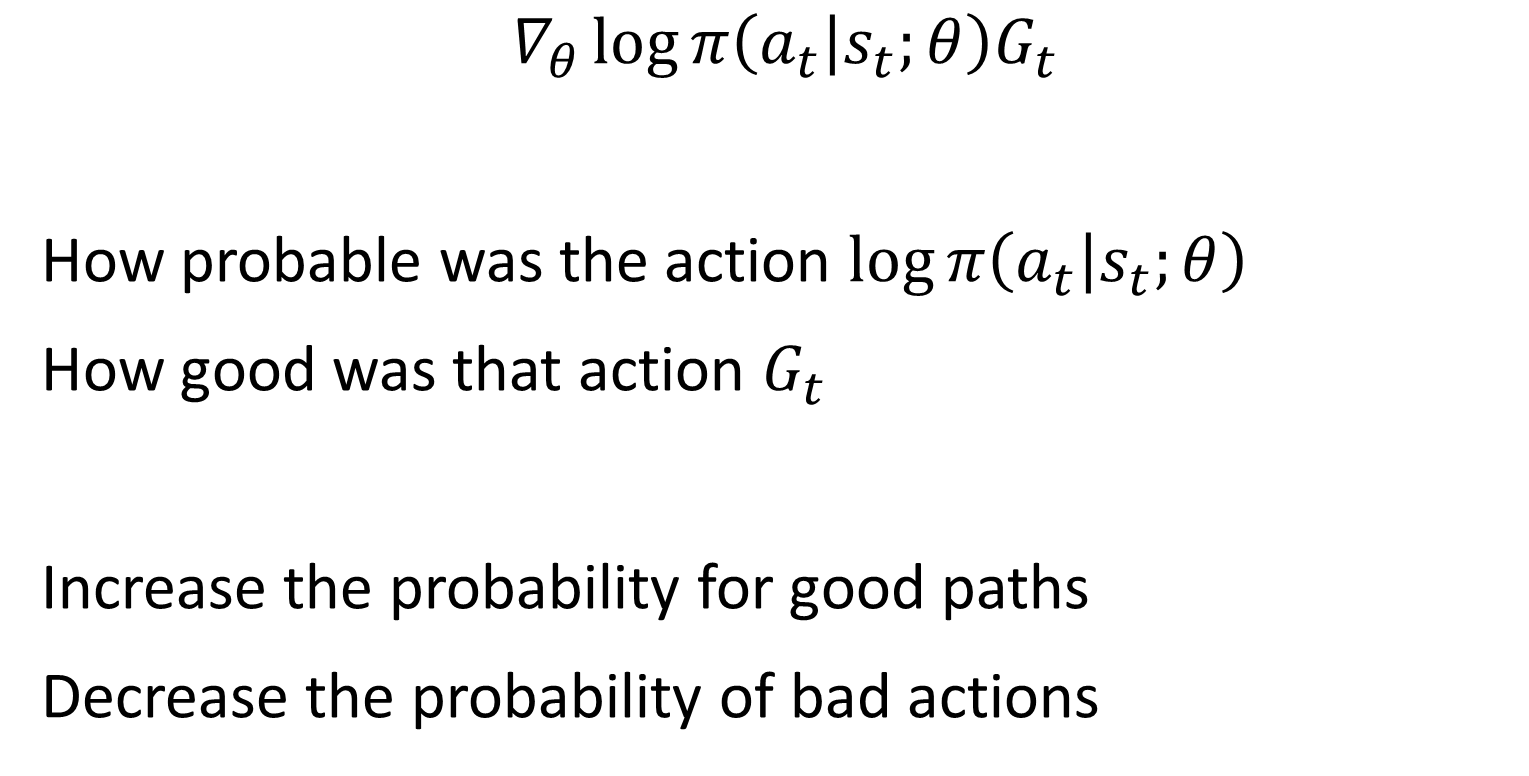 ∇θ log π(aₜ|sₜ; θ)Gₜ
How probable was the action log π(aₜ|sₜ; θ)
How good was that action Gₜ
Increase the probability for good paths
Decrease the probability of bad actions